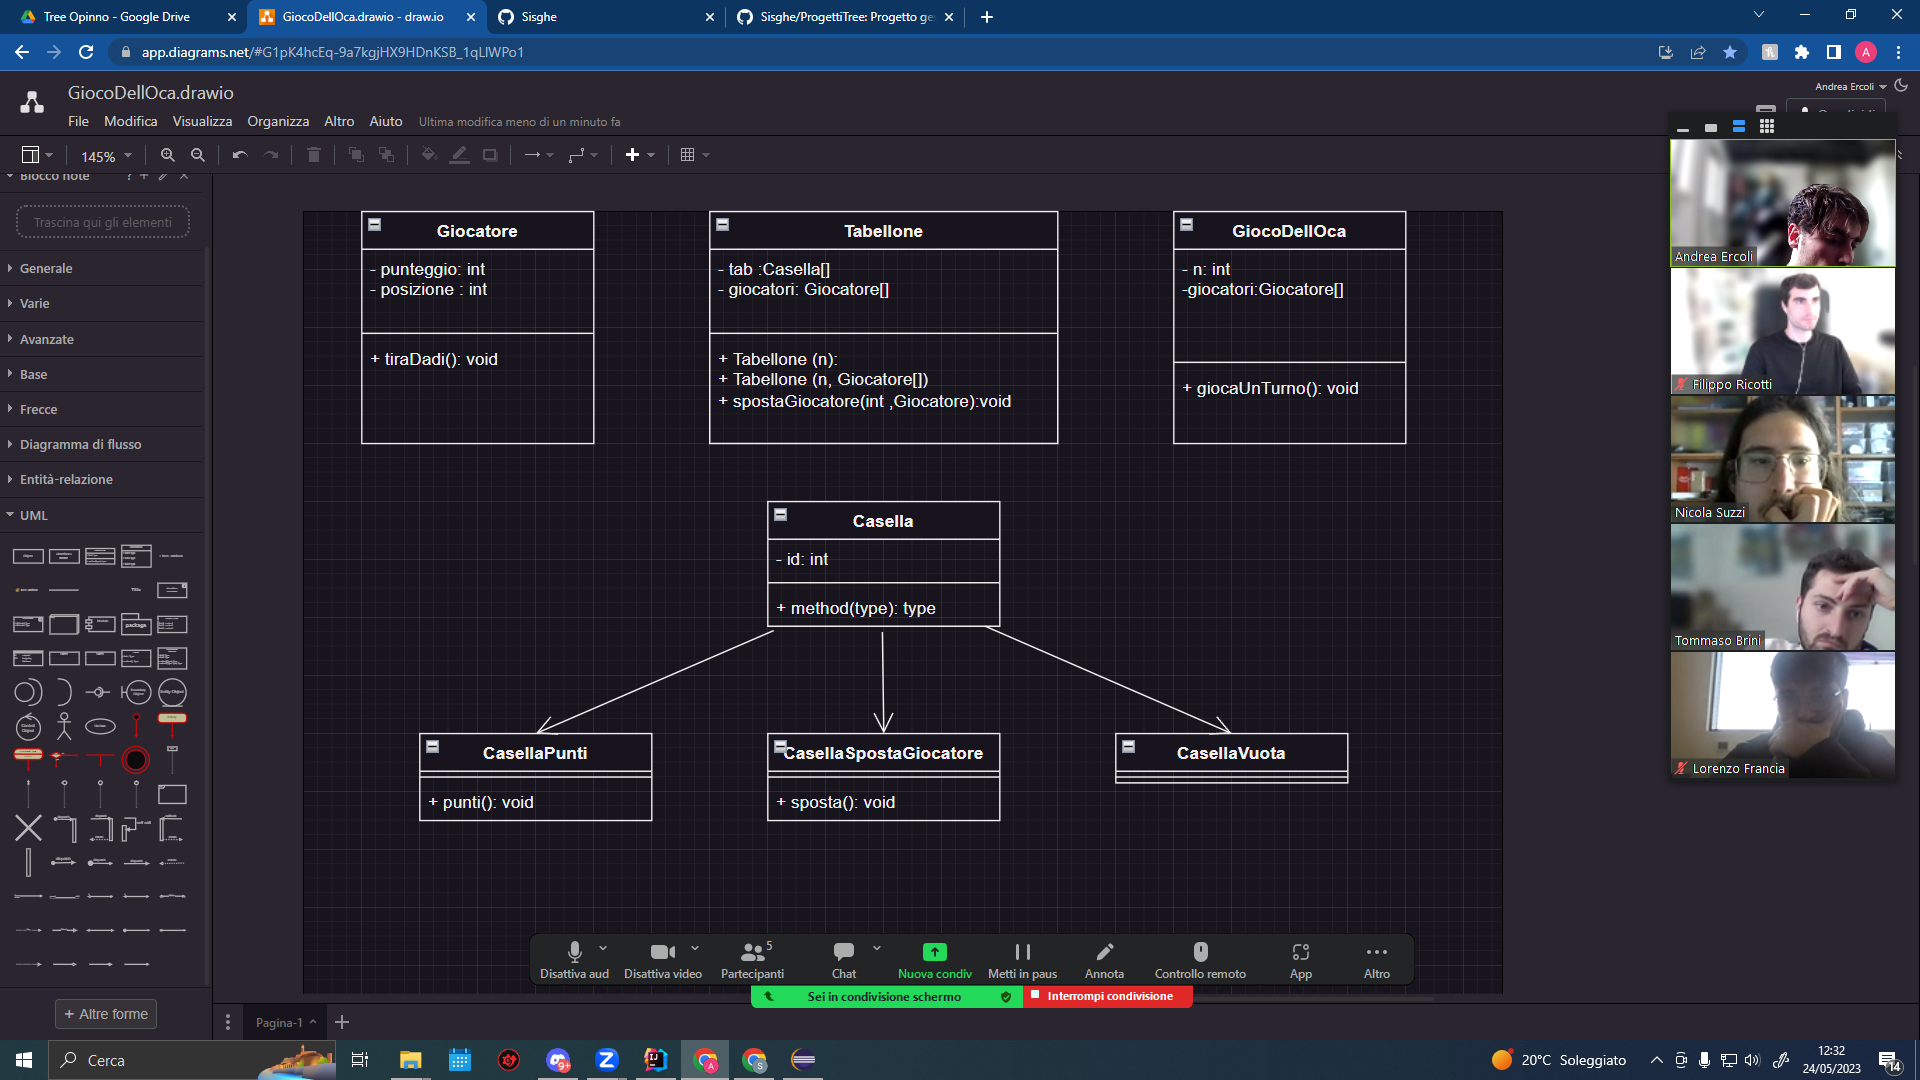 Tree Opinno - Google Drive
GiocoDellOca.drawio - draw.io
Sisghe
Sisghe/ProgettiTree: Progetto ge
app.diagrams.net/#G1pK4hcEq-9a7kgjHX9HDnKSB_1qLIWPo1
A
GiocoDellOca.drawio
Andrea Ercoli
File Modifica Visualizza Organizza Altro Aiuto Ultima modifica meno di un minuto fa
145%
Blocco note
Trascina qui gli elementi
Generale
Varie
Avanzate
Base
Frecce
Diagramma di flusso
Entità-relazione
UML
+ Altre forme
Giocatore
- punteggio: int
- posizione : int
+ tiraDadi(): void
Tabellone
- tab :Casella[]
- giocatori: Giocatore[]
+ Tabellone (n):
+ Tabellone (n, Giocatore[])
+ spostaGiocatore(int ,Giocatore):void
GiocoDellOca
- n: int
-giocatori:Giocatore[]
+ giocaUnTurno(): void
Casella
- id: int
+ method(type): type
CasellaPunti
+ punti(): void
CasellaSpostaGiocatore
+ sposta(): void
CasellaVuota
Andrea Ercoli
Filippo Ricotti
Nicola Suzzi
Tommaso Brini
Lorenzo Francia
Disattiva aud
Disattiva video
Partecipanti
5
Chat
Nuova condiv
Metti in paus
Annota
Controllo remoto
App
Altro
Sei in condivisione schermo
Interrompi condivisione
Pagina-1
Cerca
20°C Soleggiato
12:32
24/05/2023
14